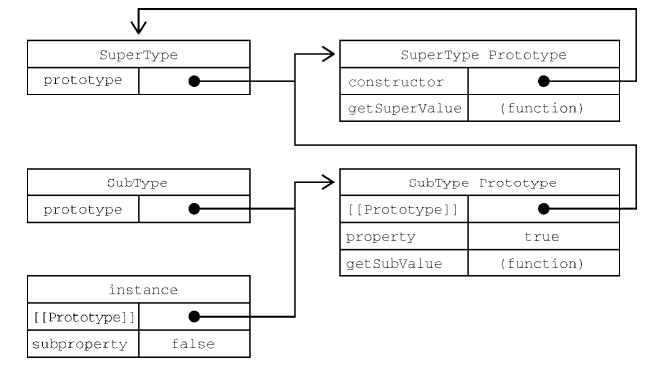 SuperType
prototype
SuperType Prototype
constructor
getSuperValue (function)
SubType
prototype
SubType Prototype
[[Prototype]]
property true
getSubValue (function)
instance
[[Prototype]]
subproperty false